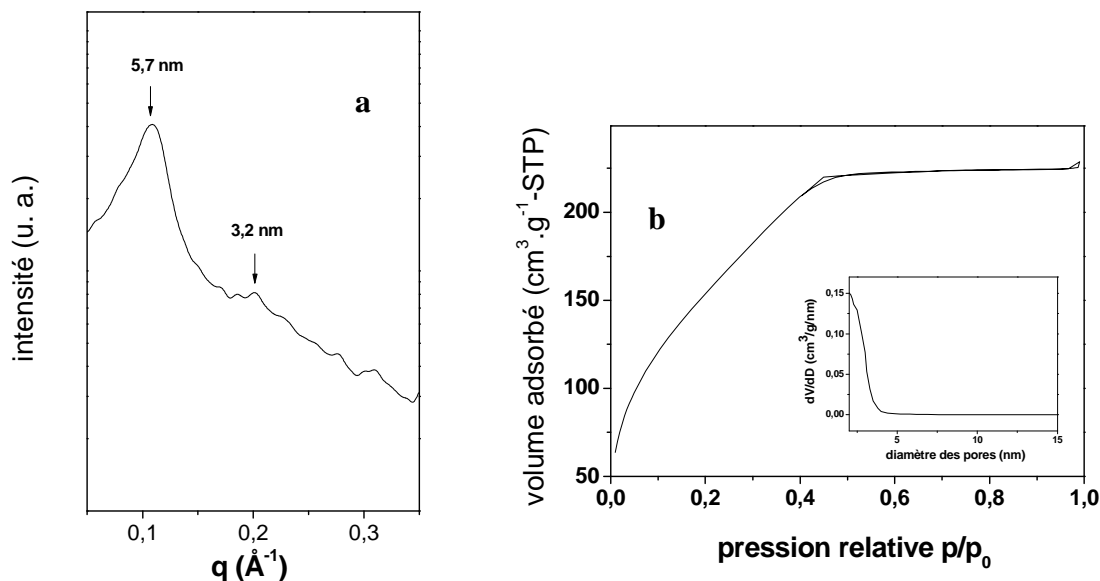 5,7 nm
a
3,2 nm
intensité (u. a.)
0,1 0,2 0,3
q (Å⁻¹)
volume adsorbé (cm³.g⁻¹-STP)
200
150
100
50
b
0,0 0,2 0,4 0,6 0,8 1,0
pression relative p/p₀
dV/dD (cm³/g/nm)
0,15
0,10
0,05
0,00
5 10 15
diamètre des pores (nm)